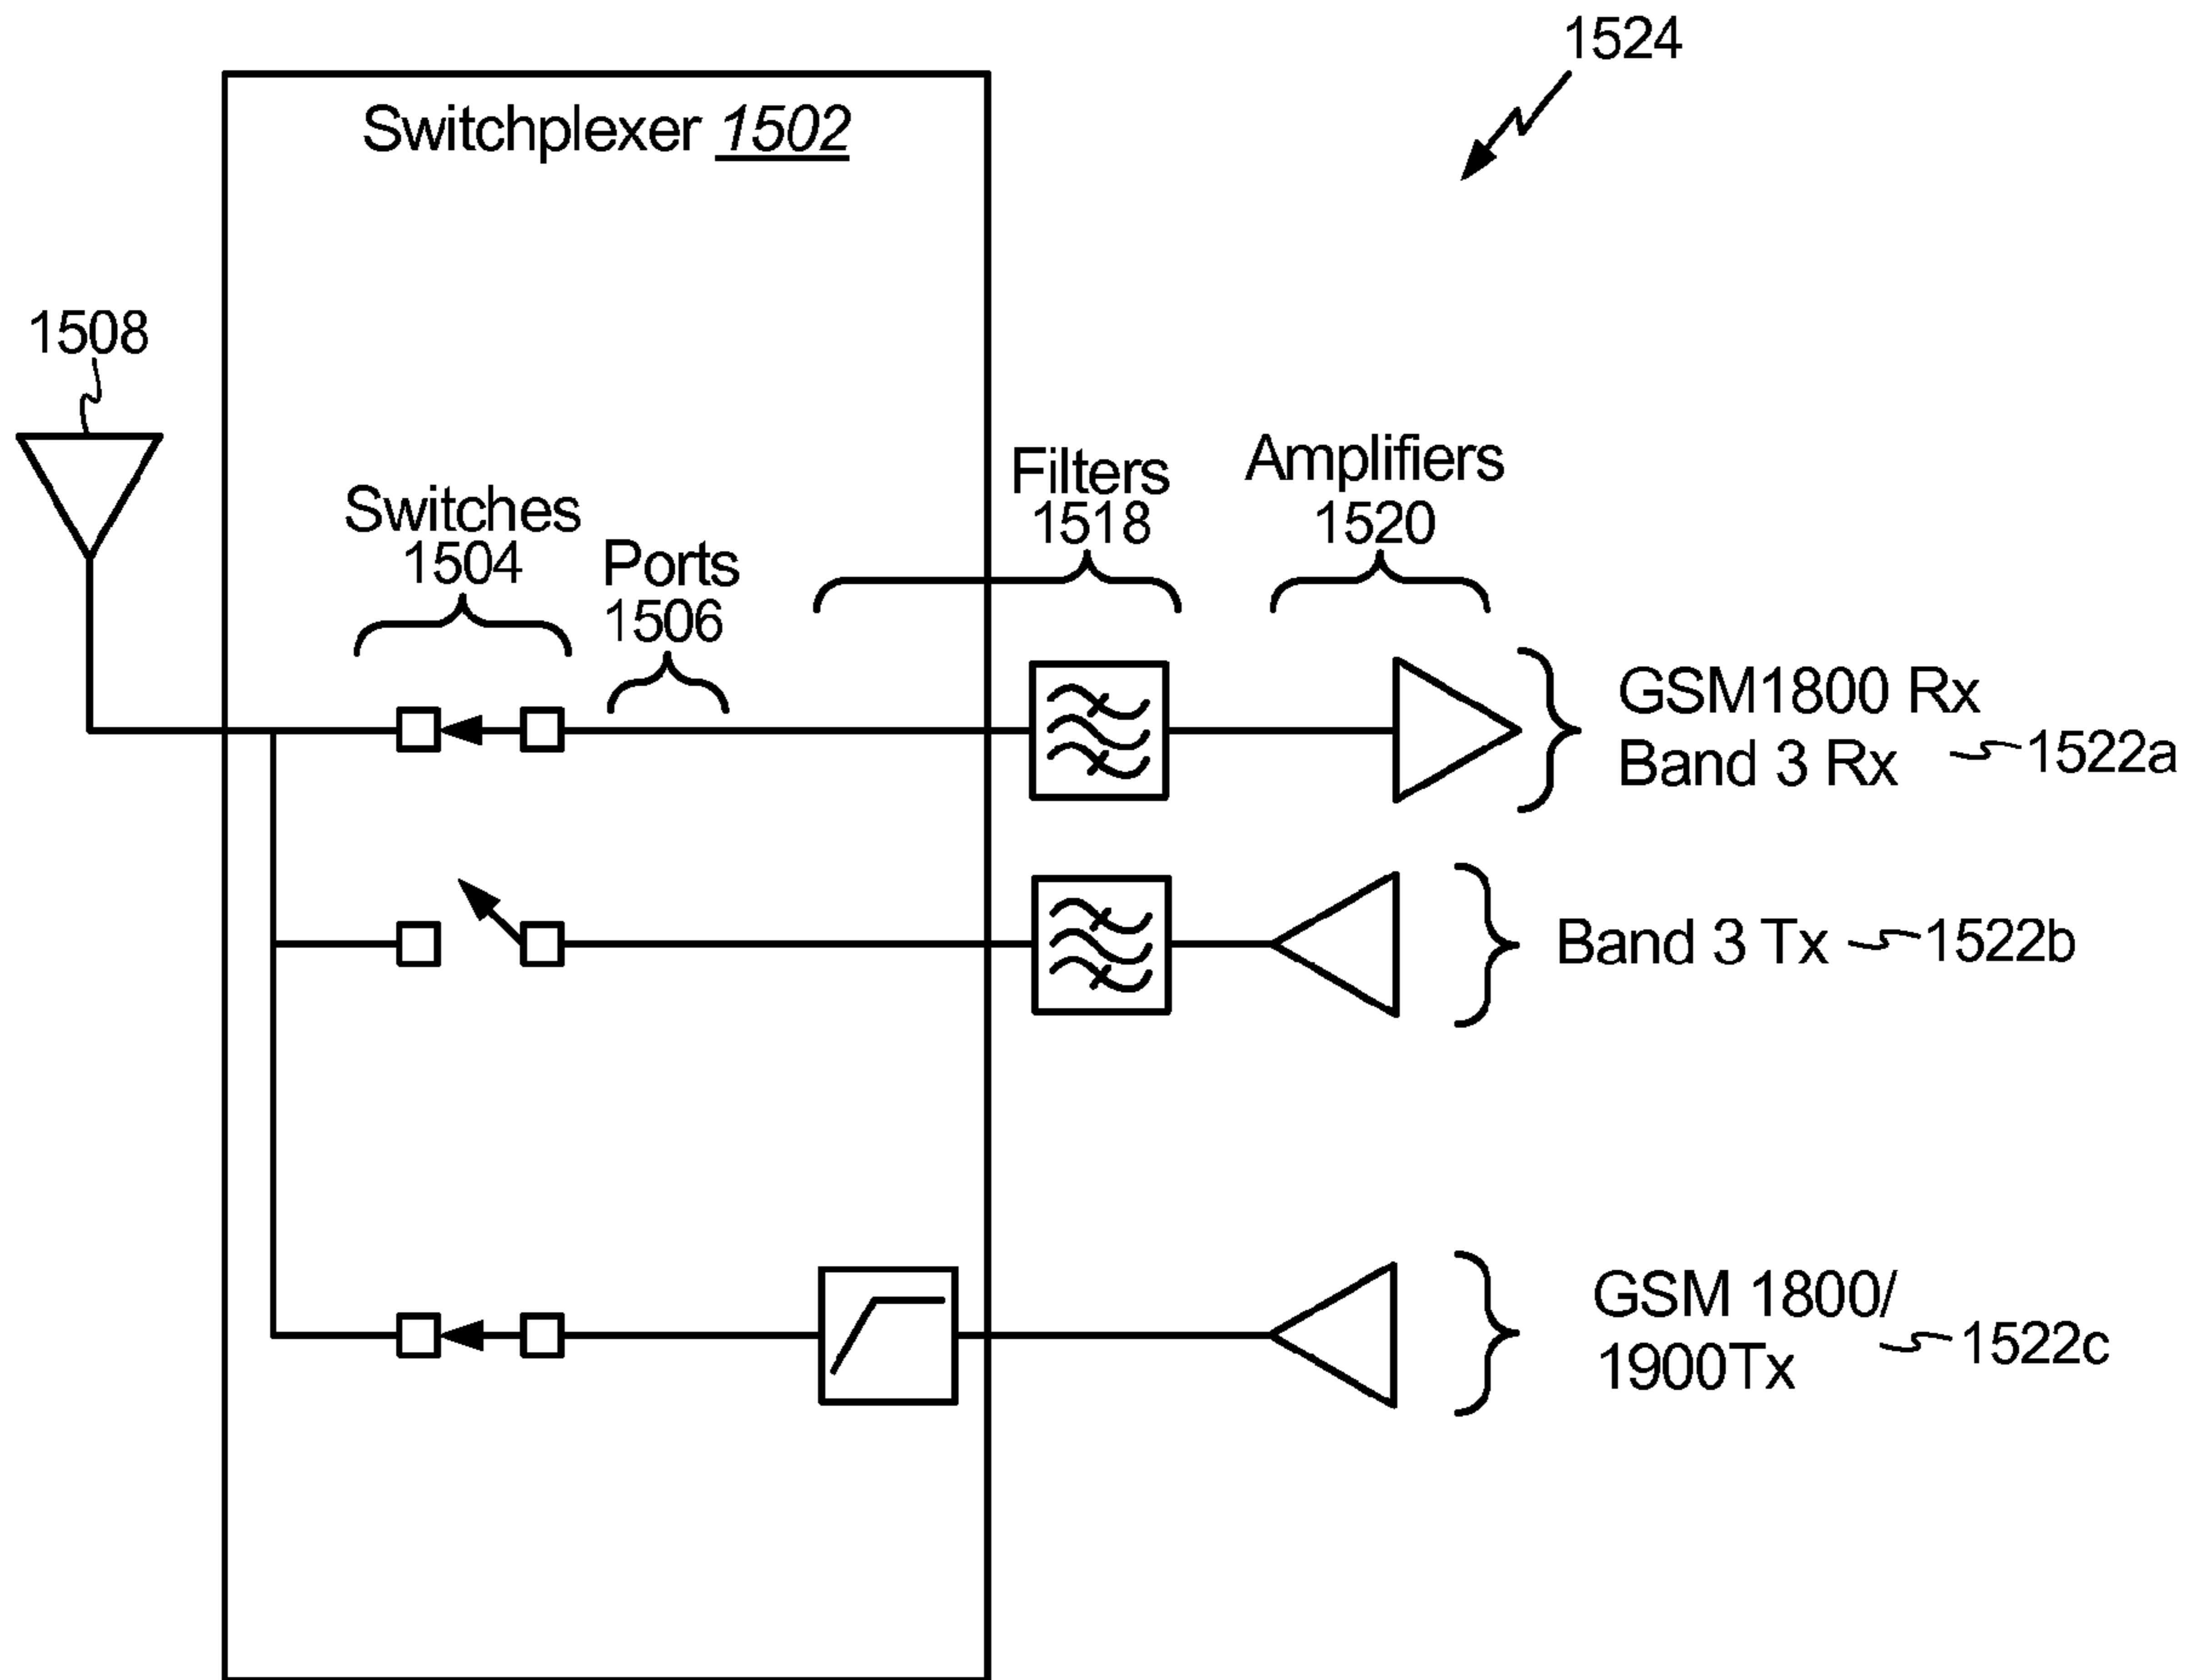 1524
Switchplexer 1502
1508
Switches
1504
Ports
1506
Filters
1518
Amplifiers
1520
GSM1800 Rx
Band 3 Rx 1522a
Band 3 Tx 1522b
GSM 1800/
1900Tx 1522c